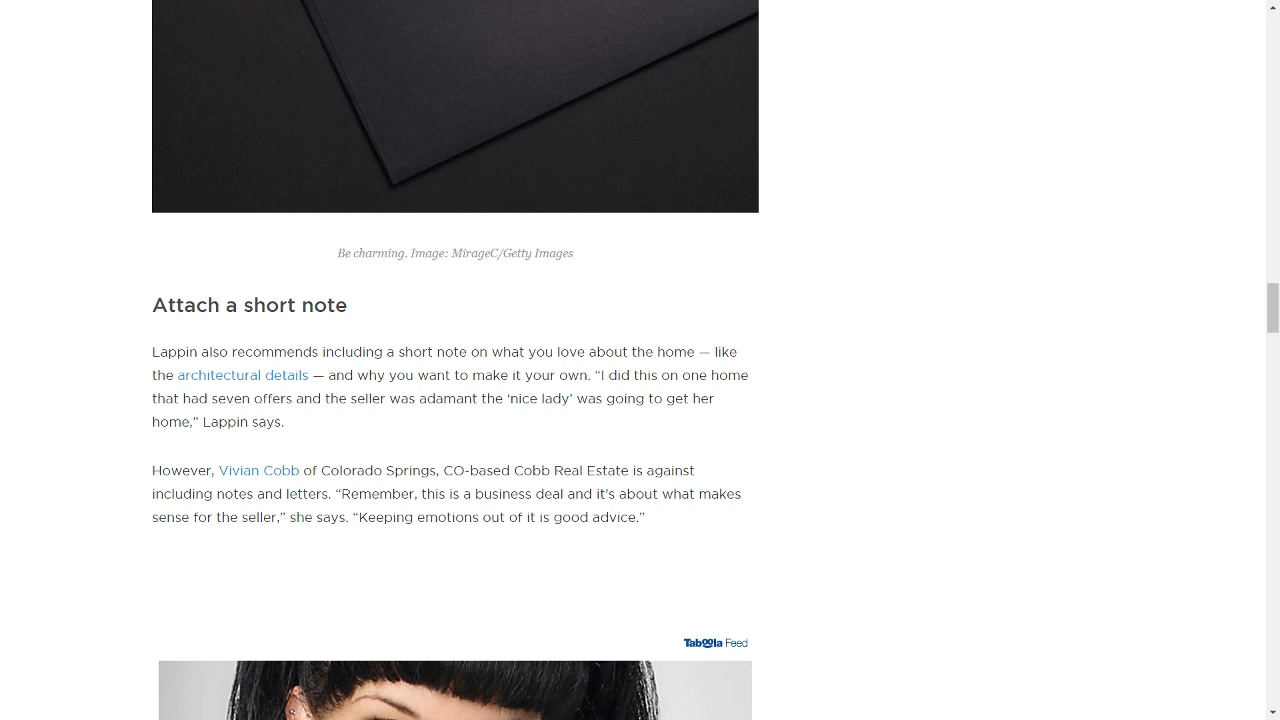 Be charming. Image: MirageC/Getty Images
Attach a short note
Lappin also recommends including a short note on what you love about the home — like
the architectural details — and why you want to make it your own. “I did this on one home
that had seven offers and the seller was adamant the ‘nice lady’ was going to get her
home,” Lappin says.
However, Vivian Cobb of Colorado Springs, CO-based Cobb Real Estate is against
including notes and letters. “Remember, this is a business deal and it’s about what makes
sense for the seller,” she says. “Keeping emotions out of it is good advice.”
Taboola Feed